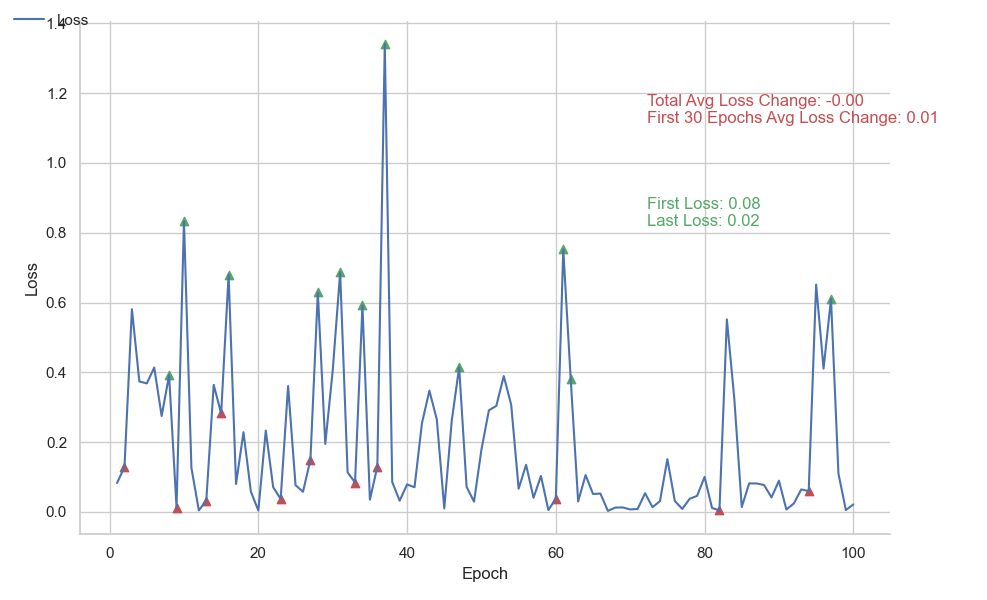 Loss
1.4
1.2
1.0
0.8
0.6
0.4
0.2
0.0
Loss
Total Avg Loss Change: -0.00
First 30 Epochs Avg Loss Change: 0.01
First Loss: 0.08
Last Loss: 0.02
0 20 40 60 80 100
Epoch